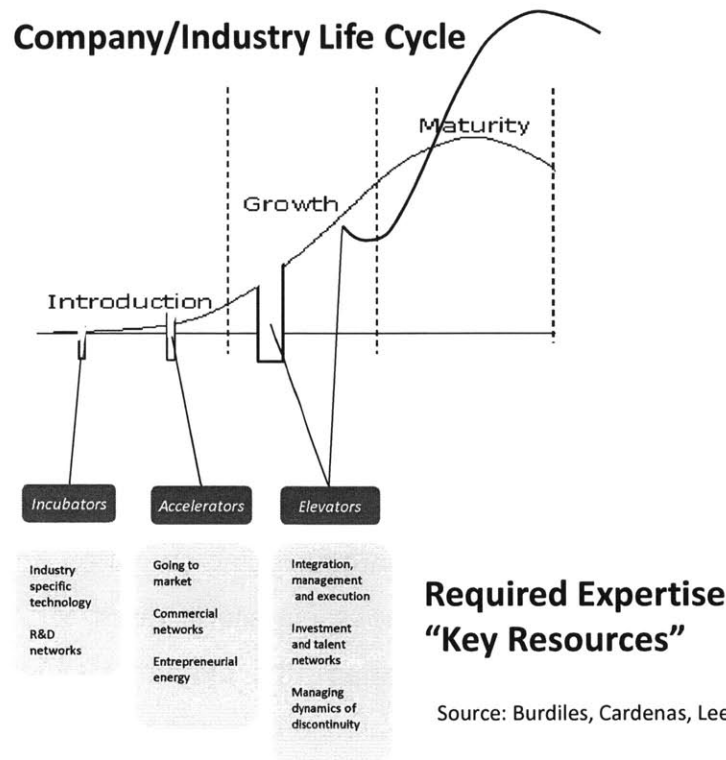 Company/Industry Life Cycle
Maturity
Growth
Introduction
Incubators
Accelerators
Elevators
Industry
specific
technology
R&D
networks
Going to
market
Commercial
networks
Entrepreneurial
energy
Integration,
management
and execution
Investment
and talent
networks
Managing
dynamics of
discontinuity
Required Expertise
“Key Resources”
Source: Burdiles, Cardenas, Lee